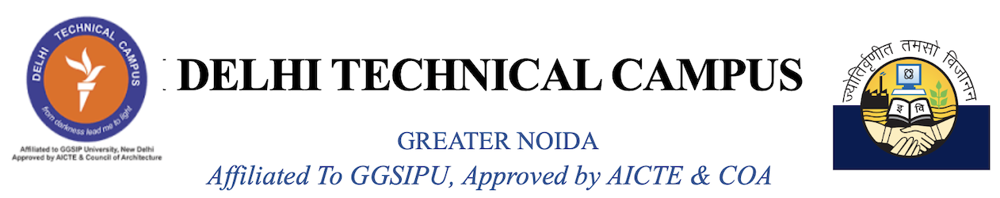 DELHI TECHNICAL CAMPUS
from darkness lead me to light
Affiliated to GGSIP University, New Delhi
Approved by AICTE & Council of Architecture
DELHI TECHNICAL CAMPUS
GREATER NOIDA
Affiliated To GGSIPU, Approved by AICTE & COA
ज्योतिर्वृणीत तमसो विजानन
इ वि